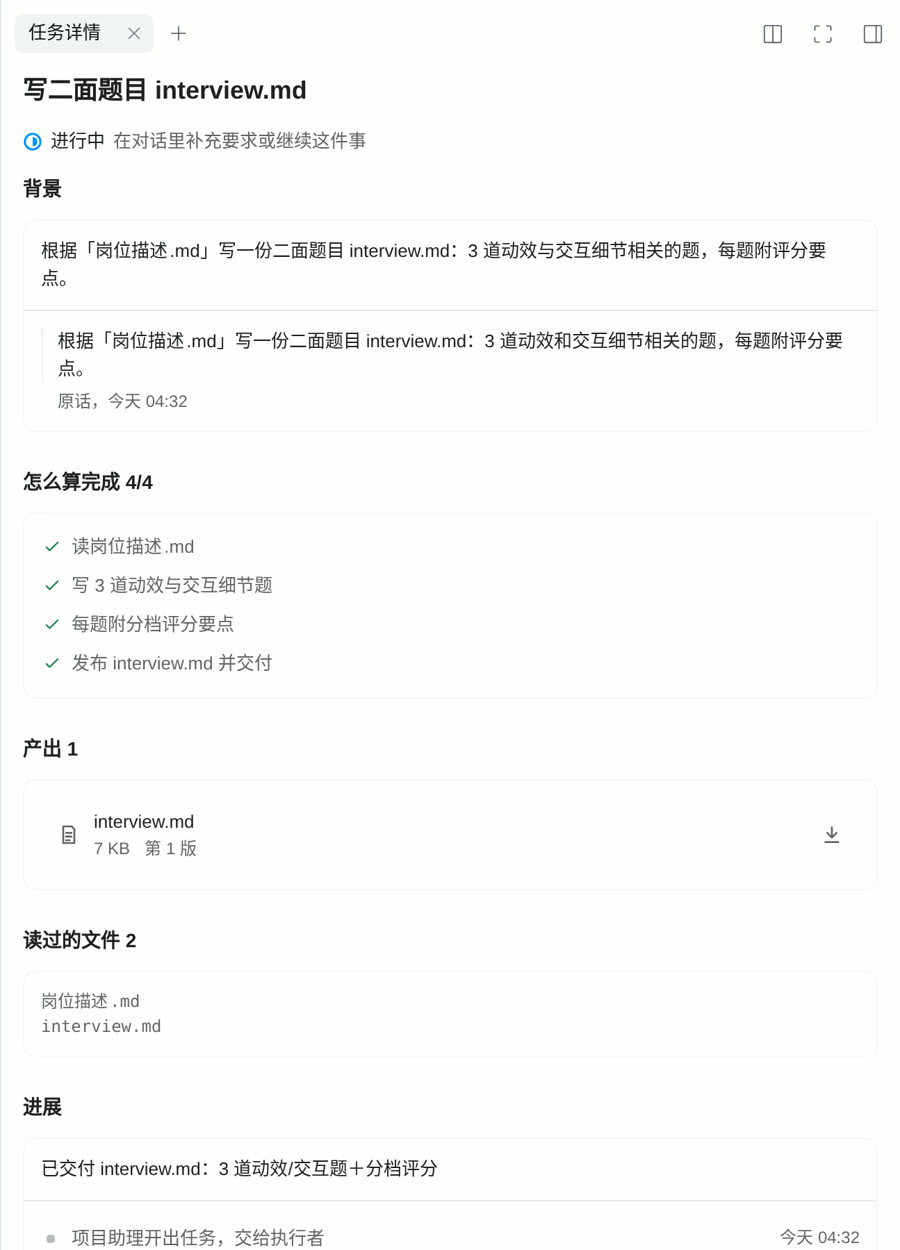 任务详情
写二面题目 interview.md
进行中 在对话里补充要求或继续这件事
背景
根据「岗位描述.md」写一份二面题目 interview.md：3 道动效与交互细节相关的题，每题附评分要
点。
根据「岗位描述.md」写一份二面题目 interview.md：3 道动效和交互细节相关的题，每题附评分要
点。
原话，今天 04:32
怎么算完成 4/4
读岗位描述.md
写 3 道动效与交互细节题
每题附分档评分要点
发布 interview.md 并交付
产出 1
interview.md
7 KB 第 1 版
读过的文件 2
岗位描述.md
interview.md
进展
已交付 interview.md：3 道动效/交互题＋分档评分
项目助理开出任务，交给执行者 今天 04:32